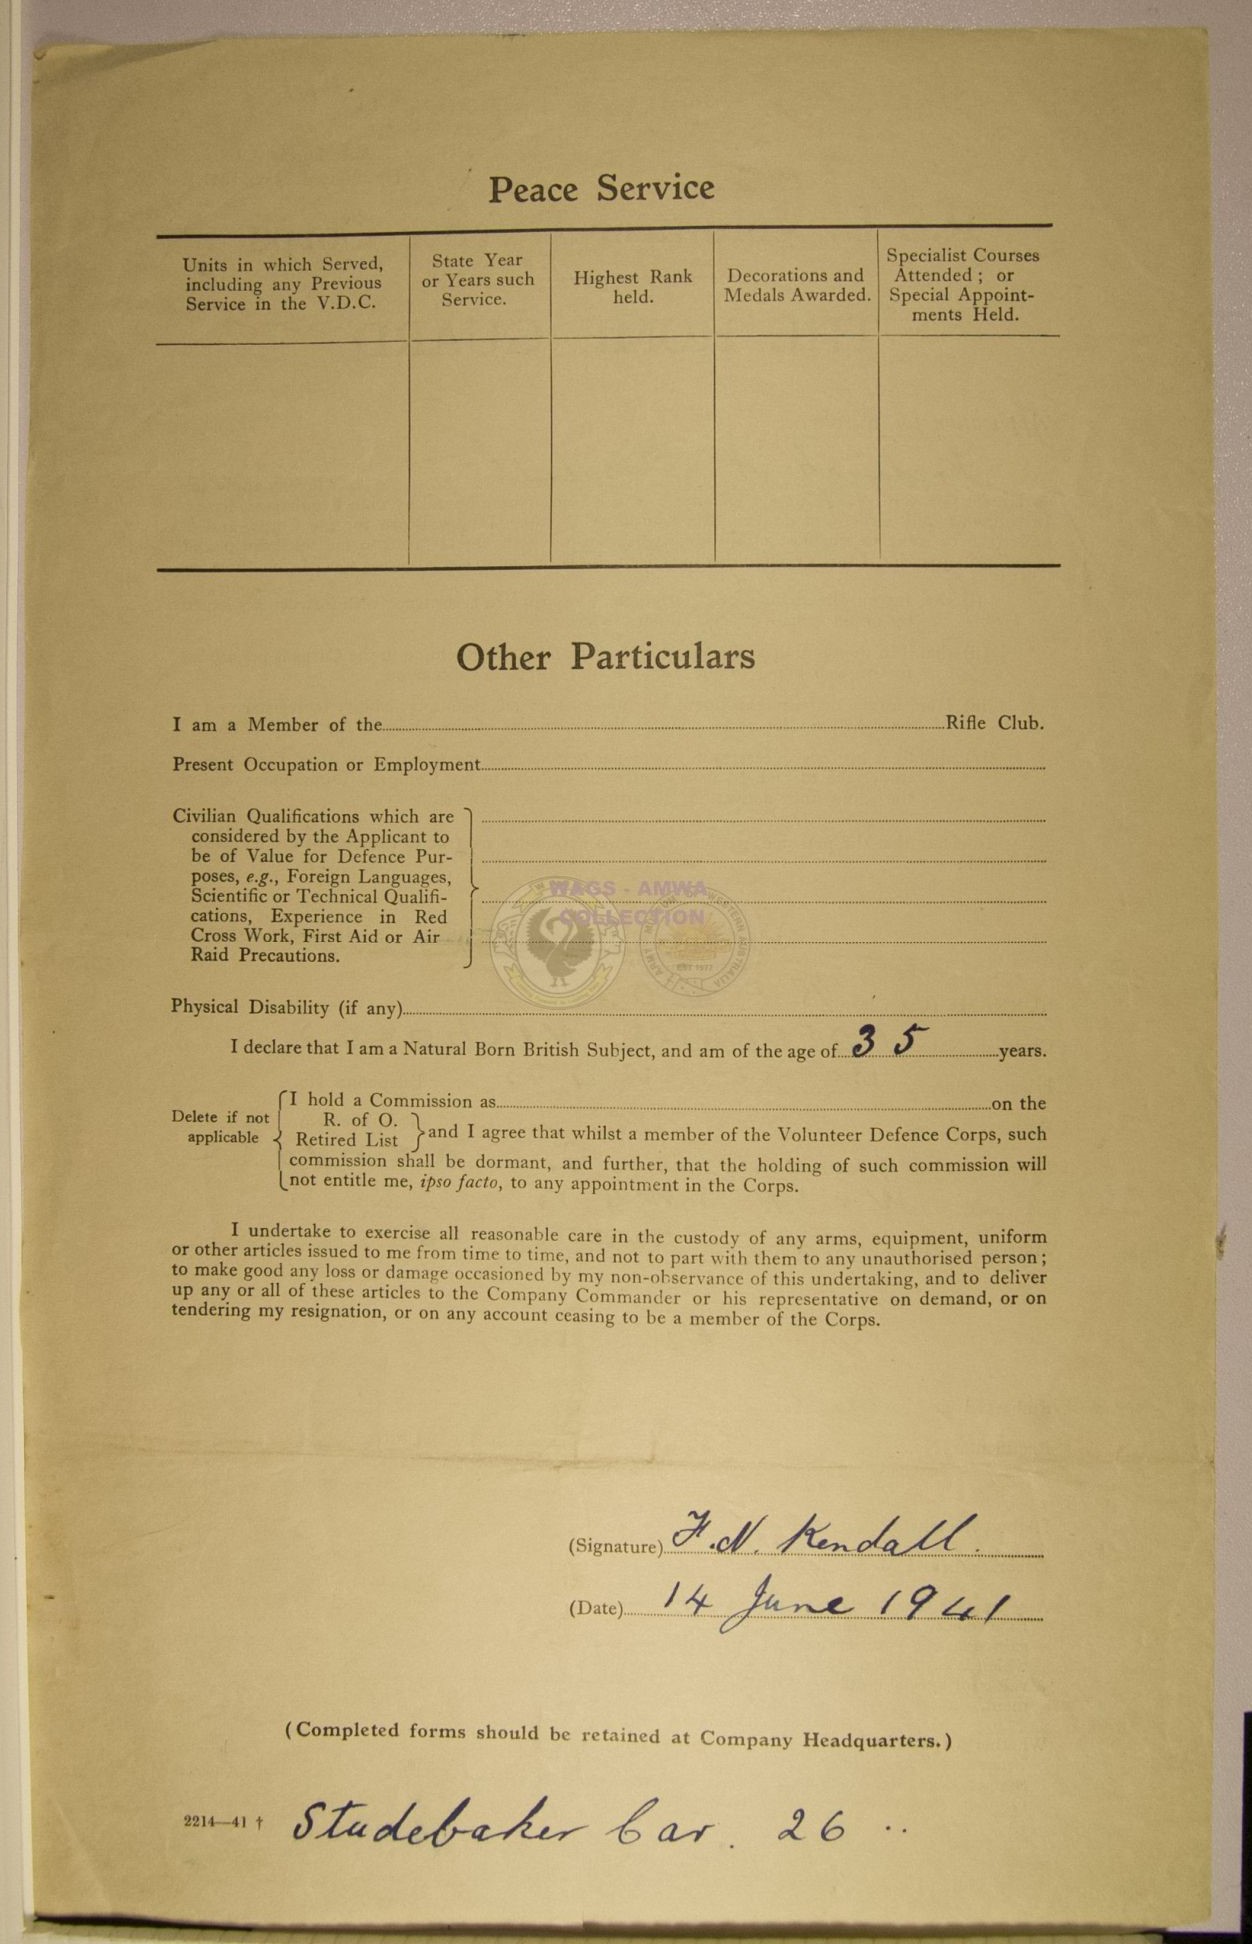 Peace Service
Units in which Served,
including any Previous
Service in the V.D.C.
State Year
or Years such
Service.
Highest Rank
held.
Decorations and
Medals Awarded.
Specialist Courses
Attended ; or
Special Appoint-
ments Held.
Other Particulars
I am a Member of the Rifle Club.
Present Occupation or Employment
Civilian Qualifications which are
considered by the Applicant to
be of Value for Defence Pur-
poses, e.g., Foreign Languages,
Scientific or Technical Qualifi-
cations, Experience in Red
Cross Work, First Aid or Air
Raid Precautions.
WAGS - AMWA
COLLECTION
Physical Disability (if any)
I declare that I am a Natural Born British Subject, and am of the age of 35 years.
Delete if not
applicable
I hold a Commission as on the
R. of O.
Retired List
and I agree that whilst a member of the Volunteer Defence Corps, such
commission shall be dormant, and further, that the holding of such commission will
not entitle me, ipso facto, to any appointment in the Corps.
I undertake to exercise all reasonable care in the custody of any arms, equipment, uniform
or other articles issued to me from time to time, and not to part with them to any unauthorised person ;
to make good any loss or damage occasioned by my non-observance of this undertaking, and to deliver
up any or all of these articles to the Company Commander or his representative on demand, or on
tendering my resignation, or on any account ceasing to be a member of the Corps.
(Signature) F. N. Kendall.
(Date) 14 June 1941
(Completed forms should be retained at Company Headquarters.)
2214—41 † Studebaker Car. 26 ..